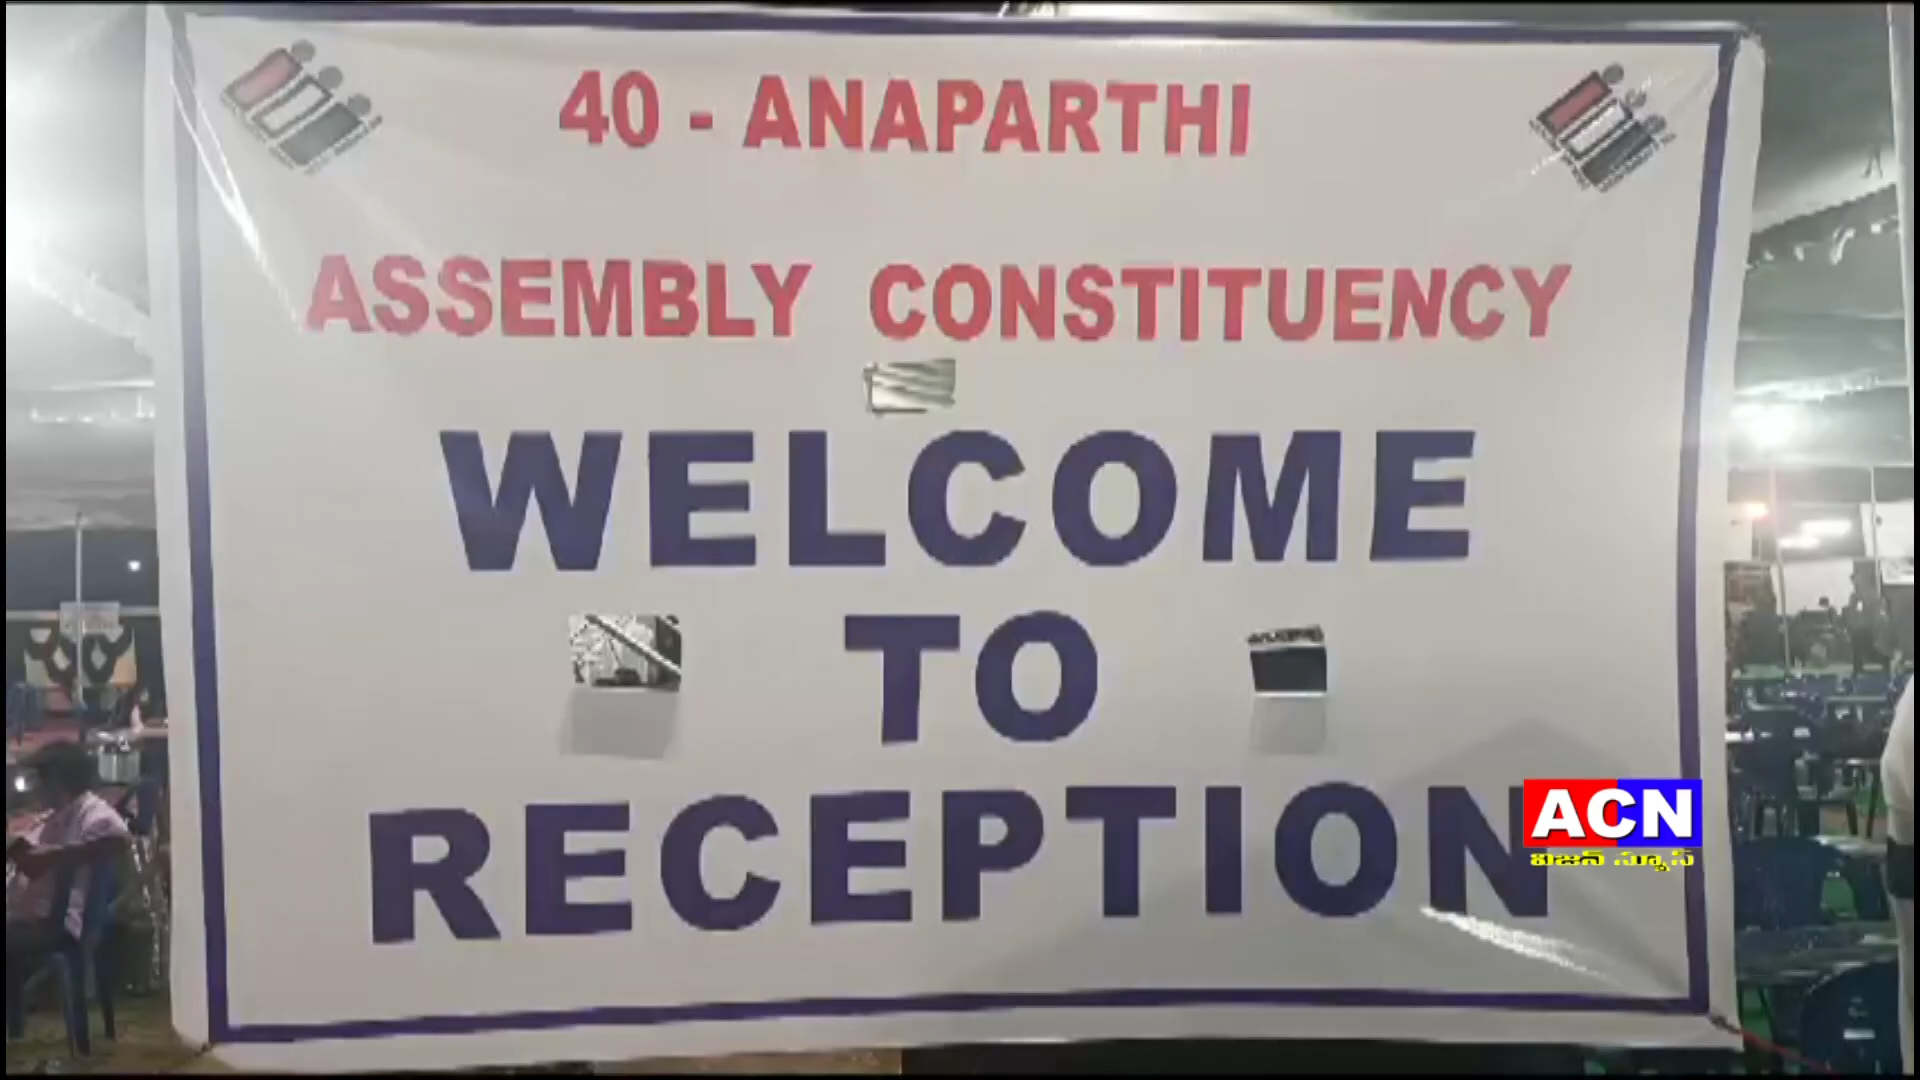 40 - ANAPARTHI
ASSEMBLY CONSTITUENCY
WELCOME
TO
RECEPTION
ACN
విజన్ న్యూస్